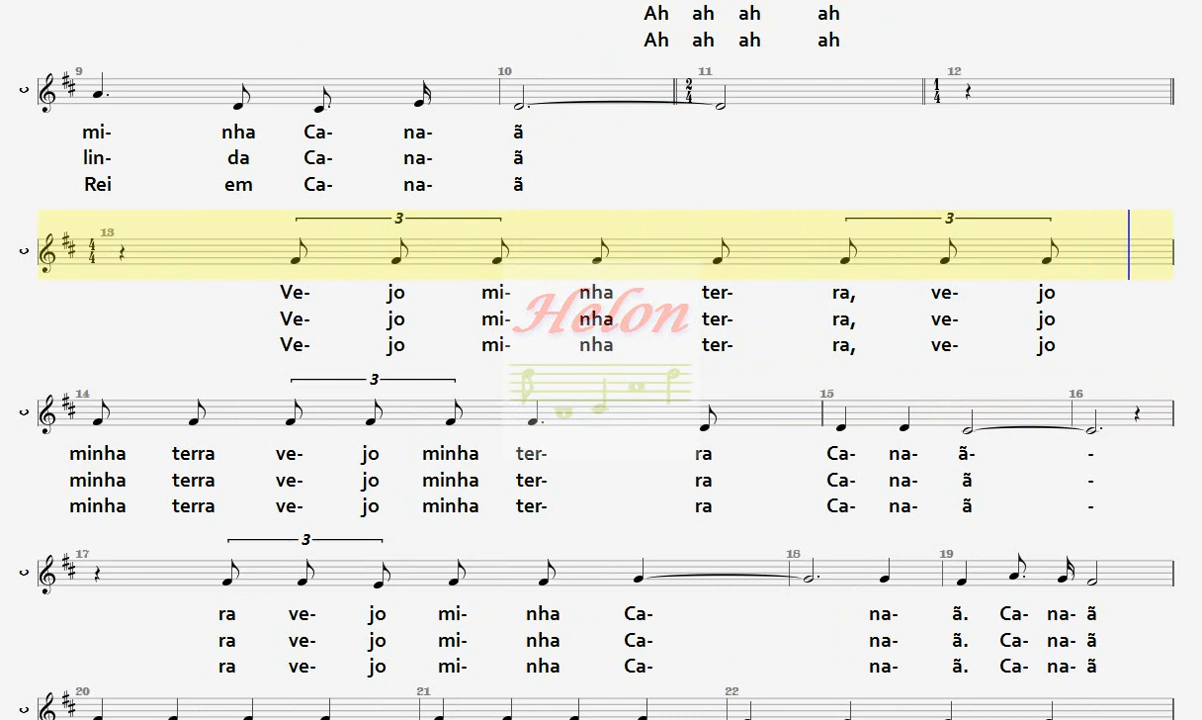 Ah ah ah ah
Ah ah ah ah
9 10 11 12
2/4 1/4
mi- nha Ca- na- ã
lin- da Ca- na- ã
Rei em Ca- na- ã
13 3 3
4/4
Ve- jo mi- nha ter- ra, ve- jo
Ve- jo mi- nha ter- ra, ve- jo
Helon
Ve- jo mi- nha ter- ra, ve- jo
14 3 15 16
minha terra ve- jo minha ter- ra Ca- na- ã- -
minha terra ve- jo minha ter- ra Ca- na- ã -
minha terra ve- jo minha ter- ra Ca- na- ã -
17 3 18 19
ra ve- jo mi- nha Ca- na- ã. Ca- na- ã
ra ve- jo mi- nha Ca- na- ã. Ca- na- ã
ra ve- jo mi- nha Ca- na- ã. Ca- na- ã
20 21 22